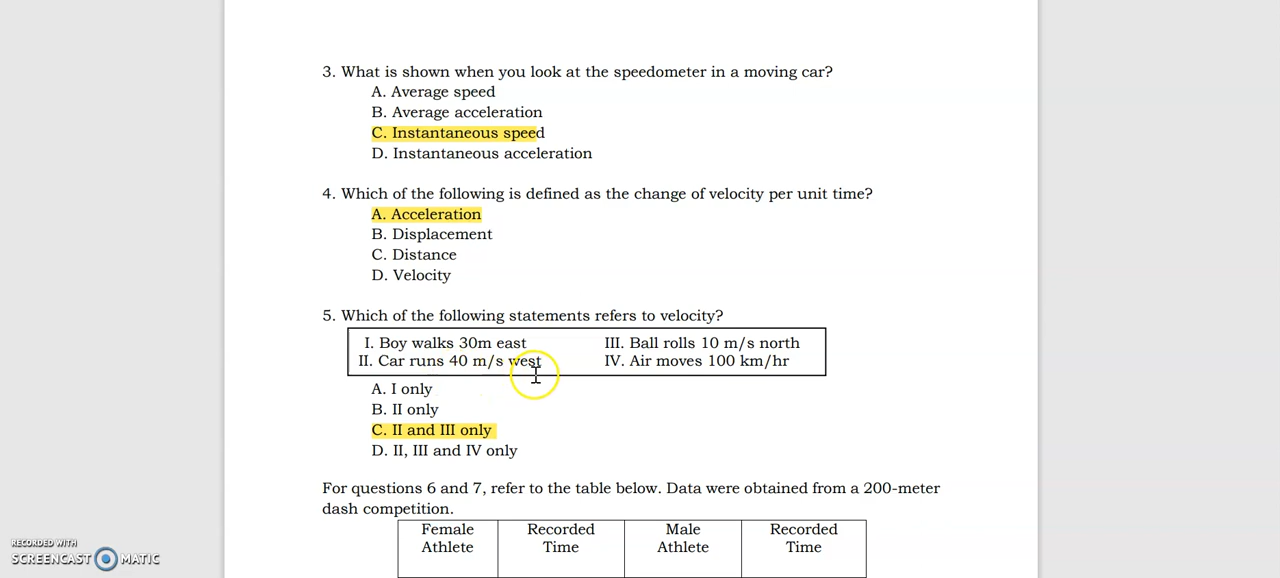 3. What is shown when you look at the speedometer in a moving car?
A. Average speed
B. Average acceleration
C. Instantaneous speed
D. Instantaneous acceleration
4. Which of the following is defined as the change of velocity per unit time?
A. Acceleration
B. Displacement
C. Distance
D. Velocity
5. Which of the following statements refers to velocity?
I. Boy walks 30m east III. Ball rolls 10 m/s north
II. Car runs 40 m/s west IV. Air moves 100 km/hr
A. I only
B. II only
C. II and III only
D. II, III and IV only
For questions 6 and 7, refer to the table below. Data were obtained from a 200-meter
dash competition.
Female Recorded Male Recorded
Athlete Time Athlete Time
RECORDED WITH
SCREENCAST MATIC